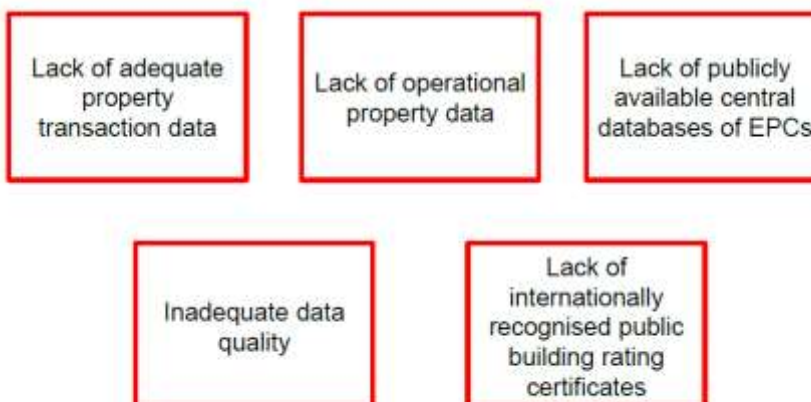 Lack of adequate
property
transaction data
Lack of operational
property data
Lack of publicly
available central
databases of EPCs
Inadequate data
quality
Lack of
internationally
recognised public
building rating
certificates